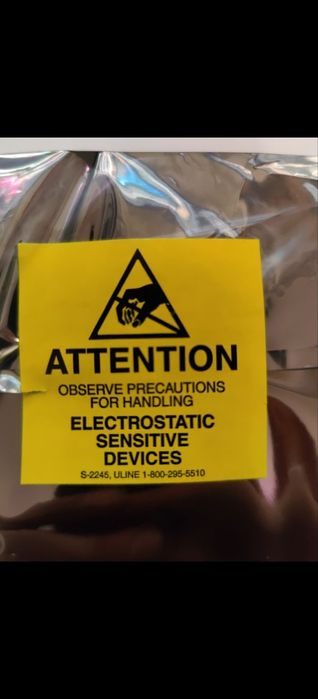 ATTENTION
OBSERVE PRECAUTIONS
FOR HANDLING
ELECTROSTATIC
SENSITIVE
DEVICES
S-2245, ULINE 1-800-295-5510